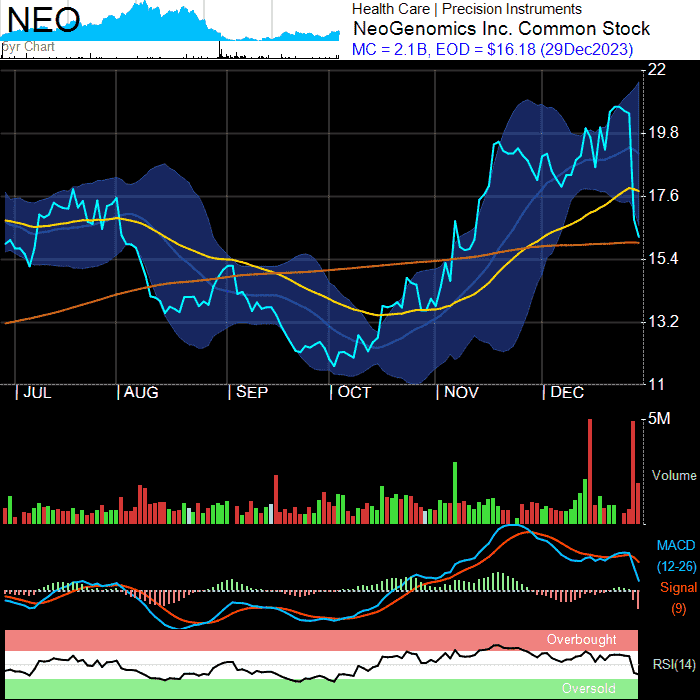 NEO
5yr Chart
Health Care | Precision Instruments
NeoGenomics Inc. Common Stock
MC = 2.1B, EOD = $16.18 (29Dec2023)
22
19.8
17.6
15.4
13.2
11
| JUL | AUG | SEP | OCT | NOV | DEC
5M
Volume
MACD
(12-26)
Signal
(9)
Overbought
RSI(14)
Oversold